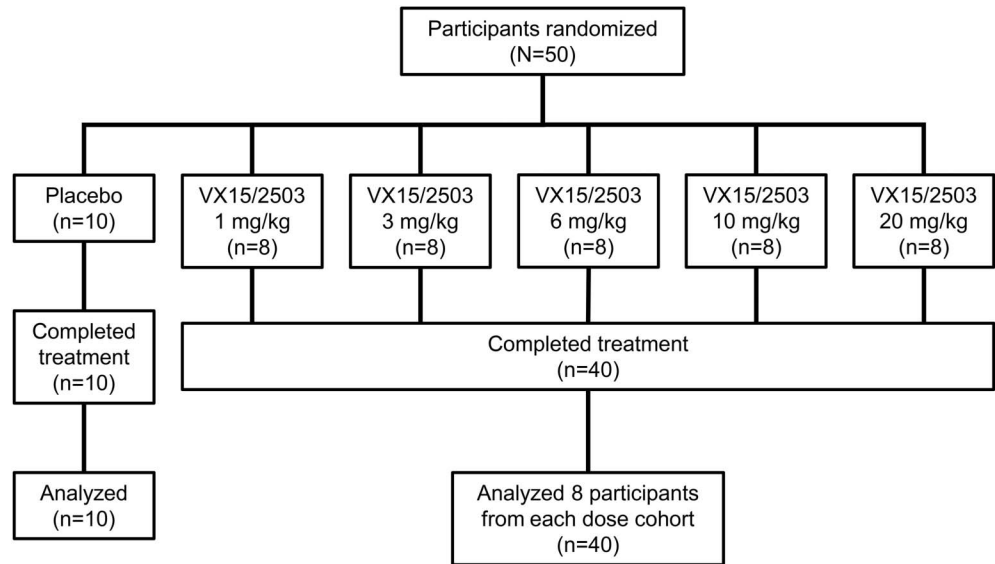 Participants randomized
(N=50)
Placebo
(n=10)
VX15/2503
1 mg/kg
(n=8)
VX15/2503
3 mg/kg
(n=8)
VX15/2503
6 mg/kg
(n=8)
VX15/2503
10 mg/kg
(n=8)
VX15/2503
20 mg/kg
(n=8)
Completed
treatment
(n=10)
Completed treatment
(n=40)
Analyzed
(n=10)
Analyzed 8 participants
from each dose cohort
(n=40)